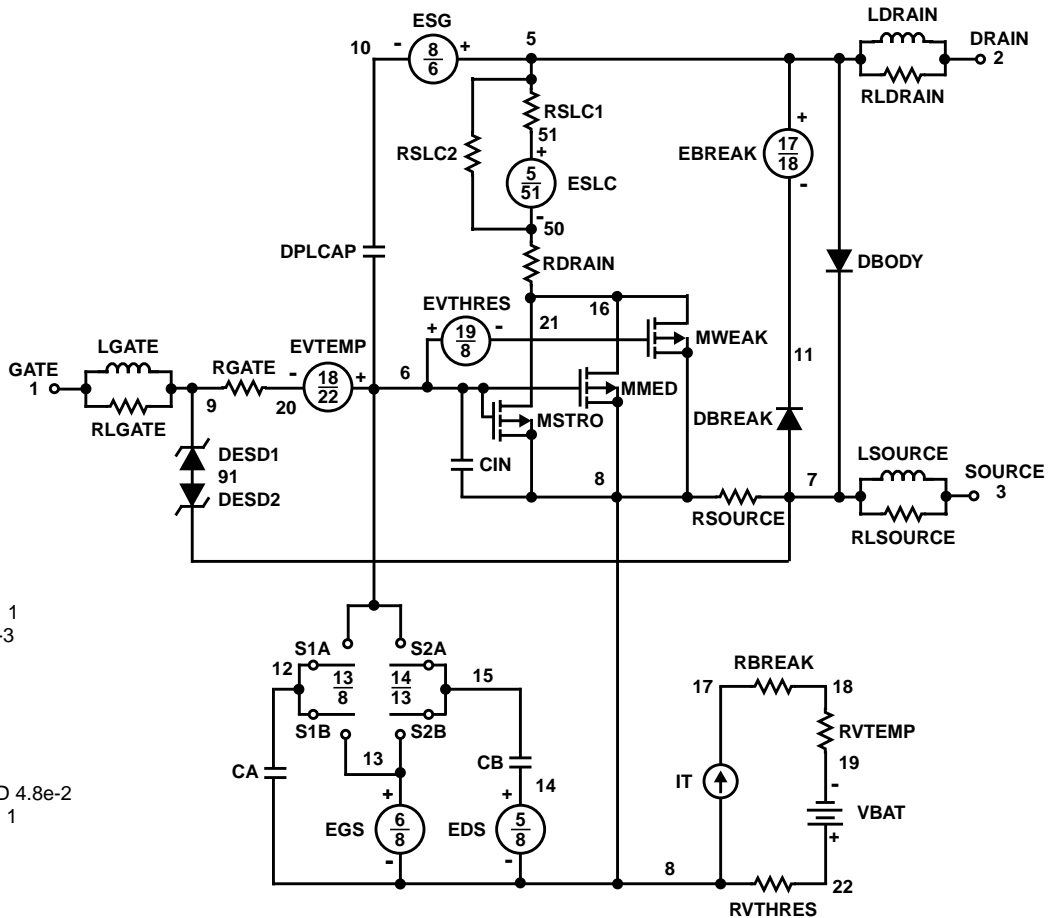 LDRAIN
DRAIN
2
RLDRAIN
ESG
10
-
8
6
+
5
RSLC1
51
RSLC2
+
5
51
ESLC
-
50
+
17
18
EBREAK
-
DPLCAP
RDRAIN
DBODY
EVTHRES
+
19
8
-
21
16
MWEAK
11
LGATE
GATE
1
RLGATE
9
RGATE
20
EVTEMP
-
18
22
+
6
MMED
MSTRO
DBREAK
DESD1
91
DESD2
CIN
8
RSOURCE
7
LSOURCE
SOURCE
3
RLSOURCE
1
-3
S1A
S2A
12
13
8
14
13
15
S1B
S2B
13
CA
CB
14
+
6
8
EGS
-
+
5
8
EDS
-
D 4.8e-2
1
RBREAK
17
18
RVTEMP
19
IT
-
VBAT
+
8
22
RVTHRES